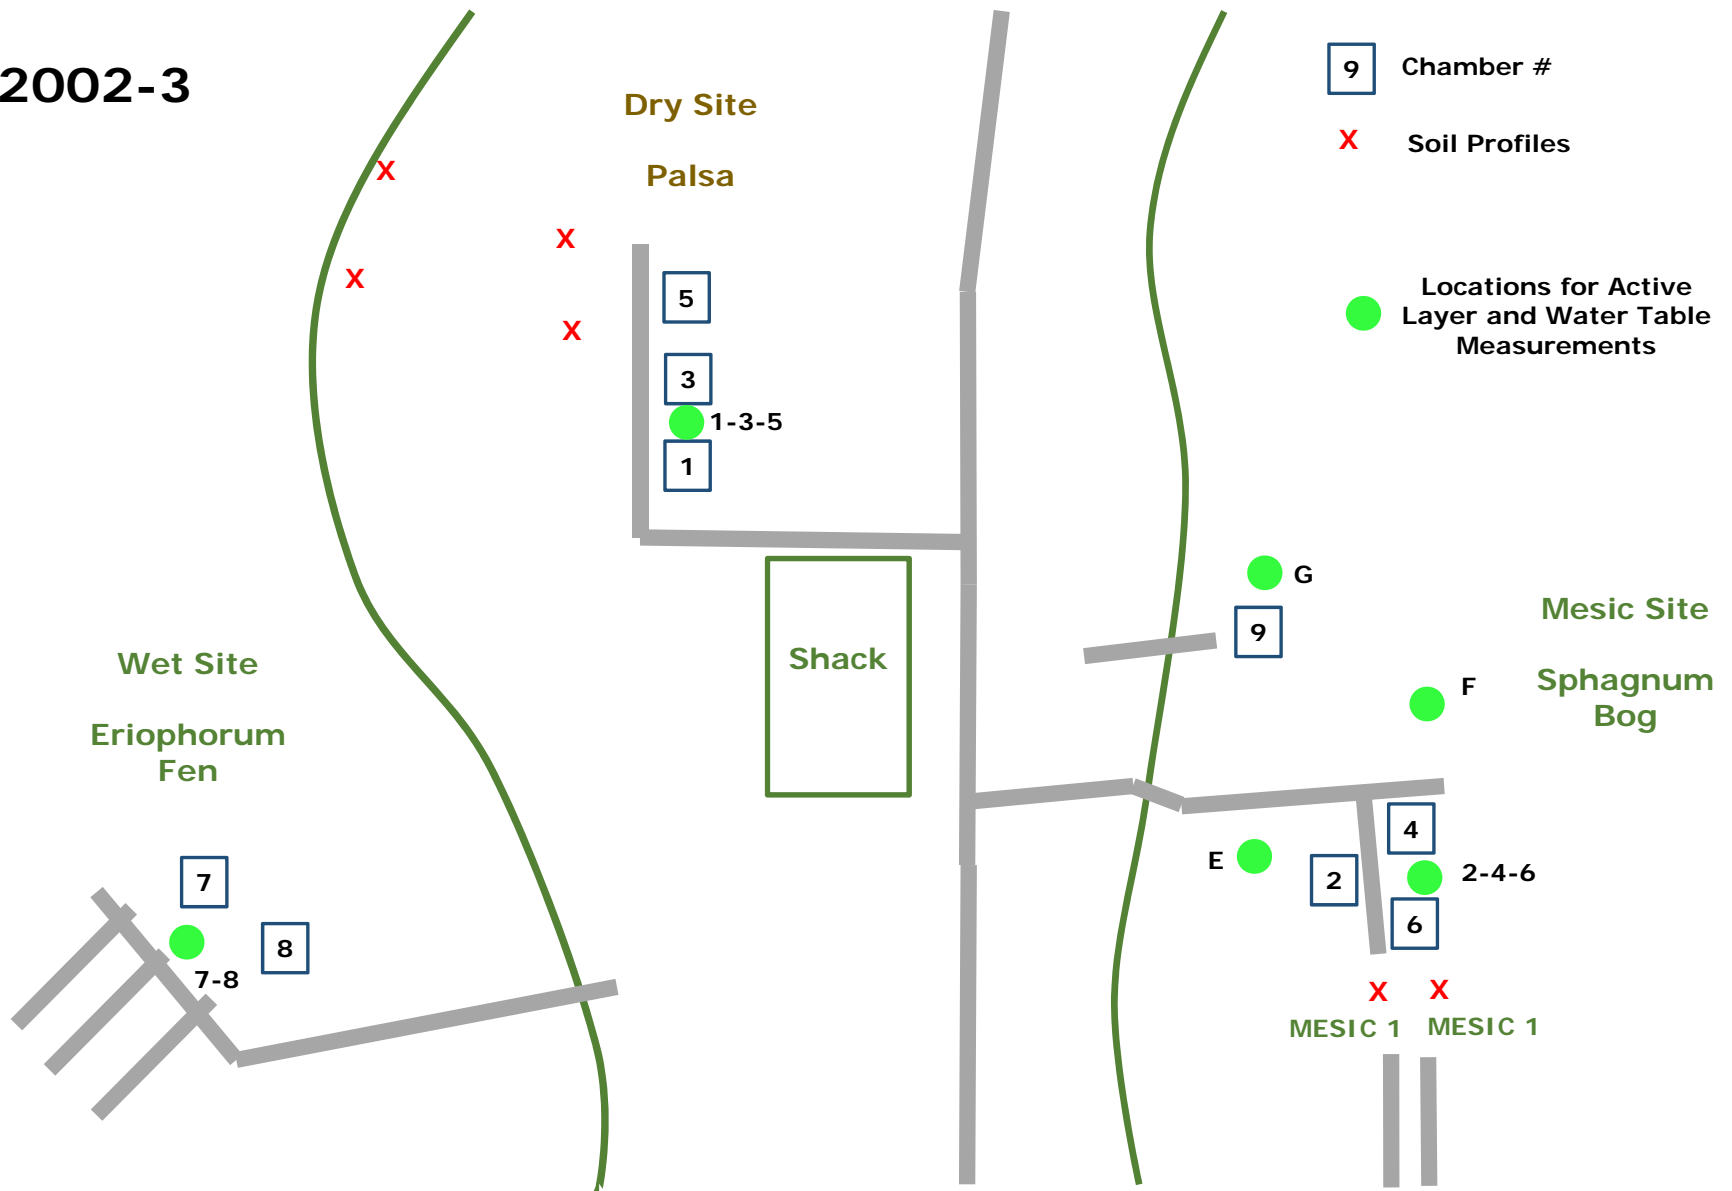 2002-3
Dry Site
Palsa
9
Chamber #
X
Soil Profiles
Locations for Active
Layer and Water Table
Measurements
X
X
X
X
5
3
1-3-5
1
G
9
Shack
Mesic Site
Sphagnum
Bog
F
Wet Site
Eriophorum
Fen
4
E
2
2-4-6
6
7
8
7-8
X
X
MESIC 1
MESIC 1